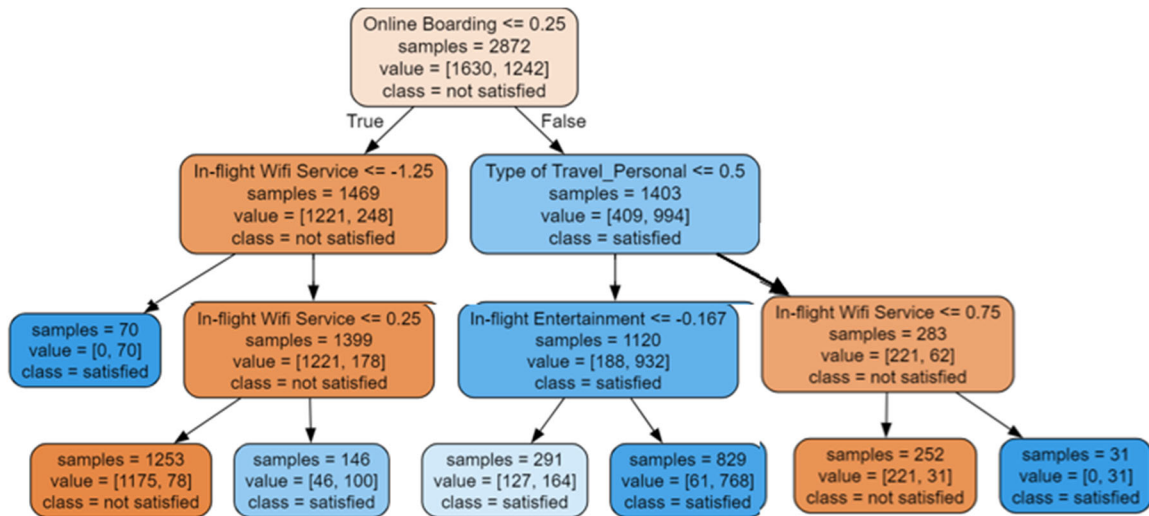 Online Boarding <= 0.25
samples = 2872
value = [1630, 1242]
class = not satisfied
True
False
In-flight Wifi Service <= -1.25
samples = 1469
value = [1221, 248]
class = not satisfied
Type of Travel_Personal <= 0.5
samples = 1403
value = [409, 994]
class = satisfied
samples = 70
value = [0, 70]
class = satisfied
In-flight Wifi Service <= 0.25
samples = 1399
value = [1221, 178]
class = not satisfied
In-flight Entertainment <= -0.167
samples = 1120
value = [188, 932]
class = satisfied
In-flight Wifi Service <= 0.75
samples = 283
value = [221, 62]
class = not satisfied
samples = 1253
value = [1175, 78]
class = not satisfied
samples = 146
value = [46, 100]
class = satisfied
samples = 291
value = [127, 164]
class = satisfied
samples = 829
value = [61, 768]
class = satisfied
samples = 252
value = [221, 31]
class = not satisfied
samples = 31
value = [0, 31]
class = satisfied